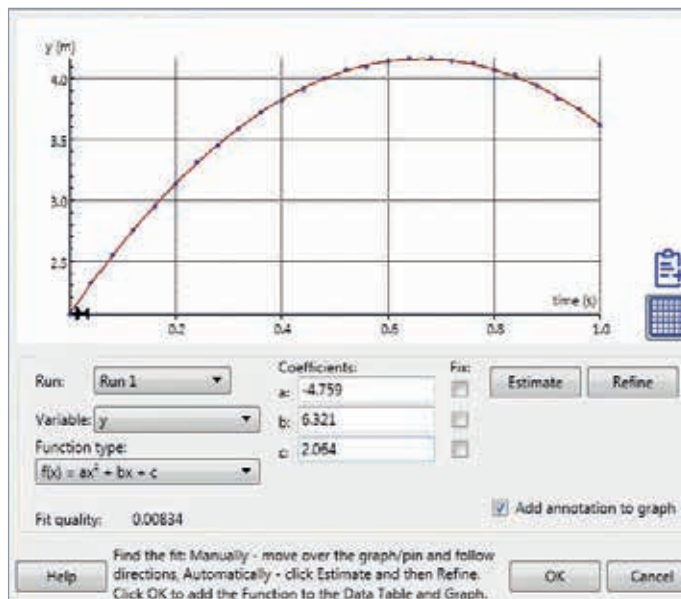 y (m)
4.0
3.5
3.0
2.5
time (s)
0.2 0.4 0.6 0.8 1.0
Run: Run 1
Variable: y
Function type:
f(x) = ax² + bx + c
Fit quality: 0.00834
Coefficients:
a: -4.759
b: 6.321
c: 2.064
Fix:
Estimate Refine
Add annotation to graph
Help
Find the fit: Manually - move over the graph/pin and follow
directions, Automatically - click Estimate and then Refine.
Click OK to add the Function to the Data Table and Graph.
OK Cancel